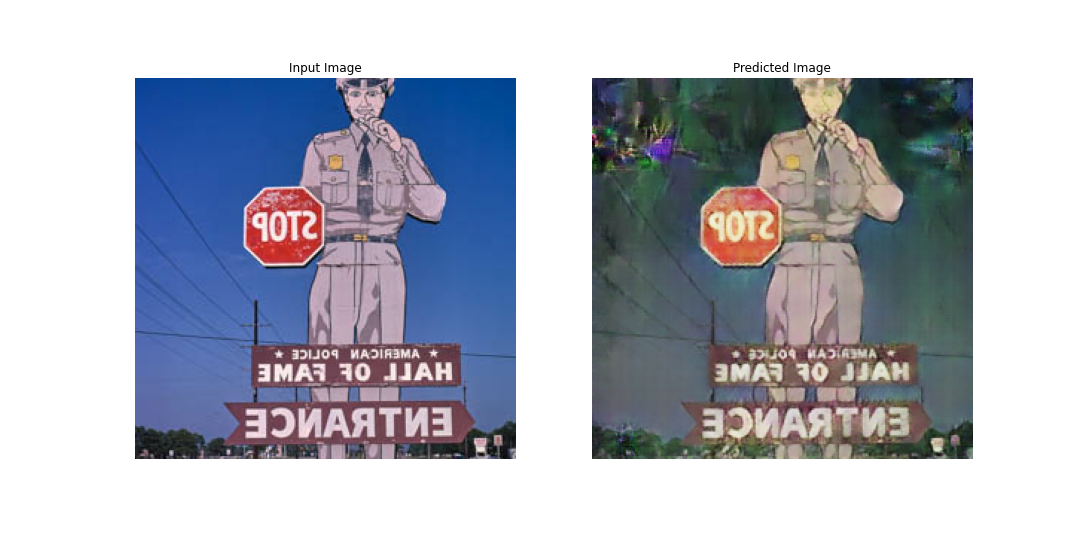 Input Image
Predicted Image
STOP
★ AMERICAN POLICE ★
HALL OF FAME
ENTRANCE
STOP
★ AMERICAN POLICE ★
HALL OF FAME
ENTRANCE